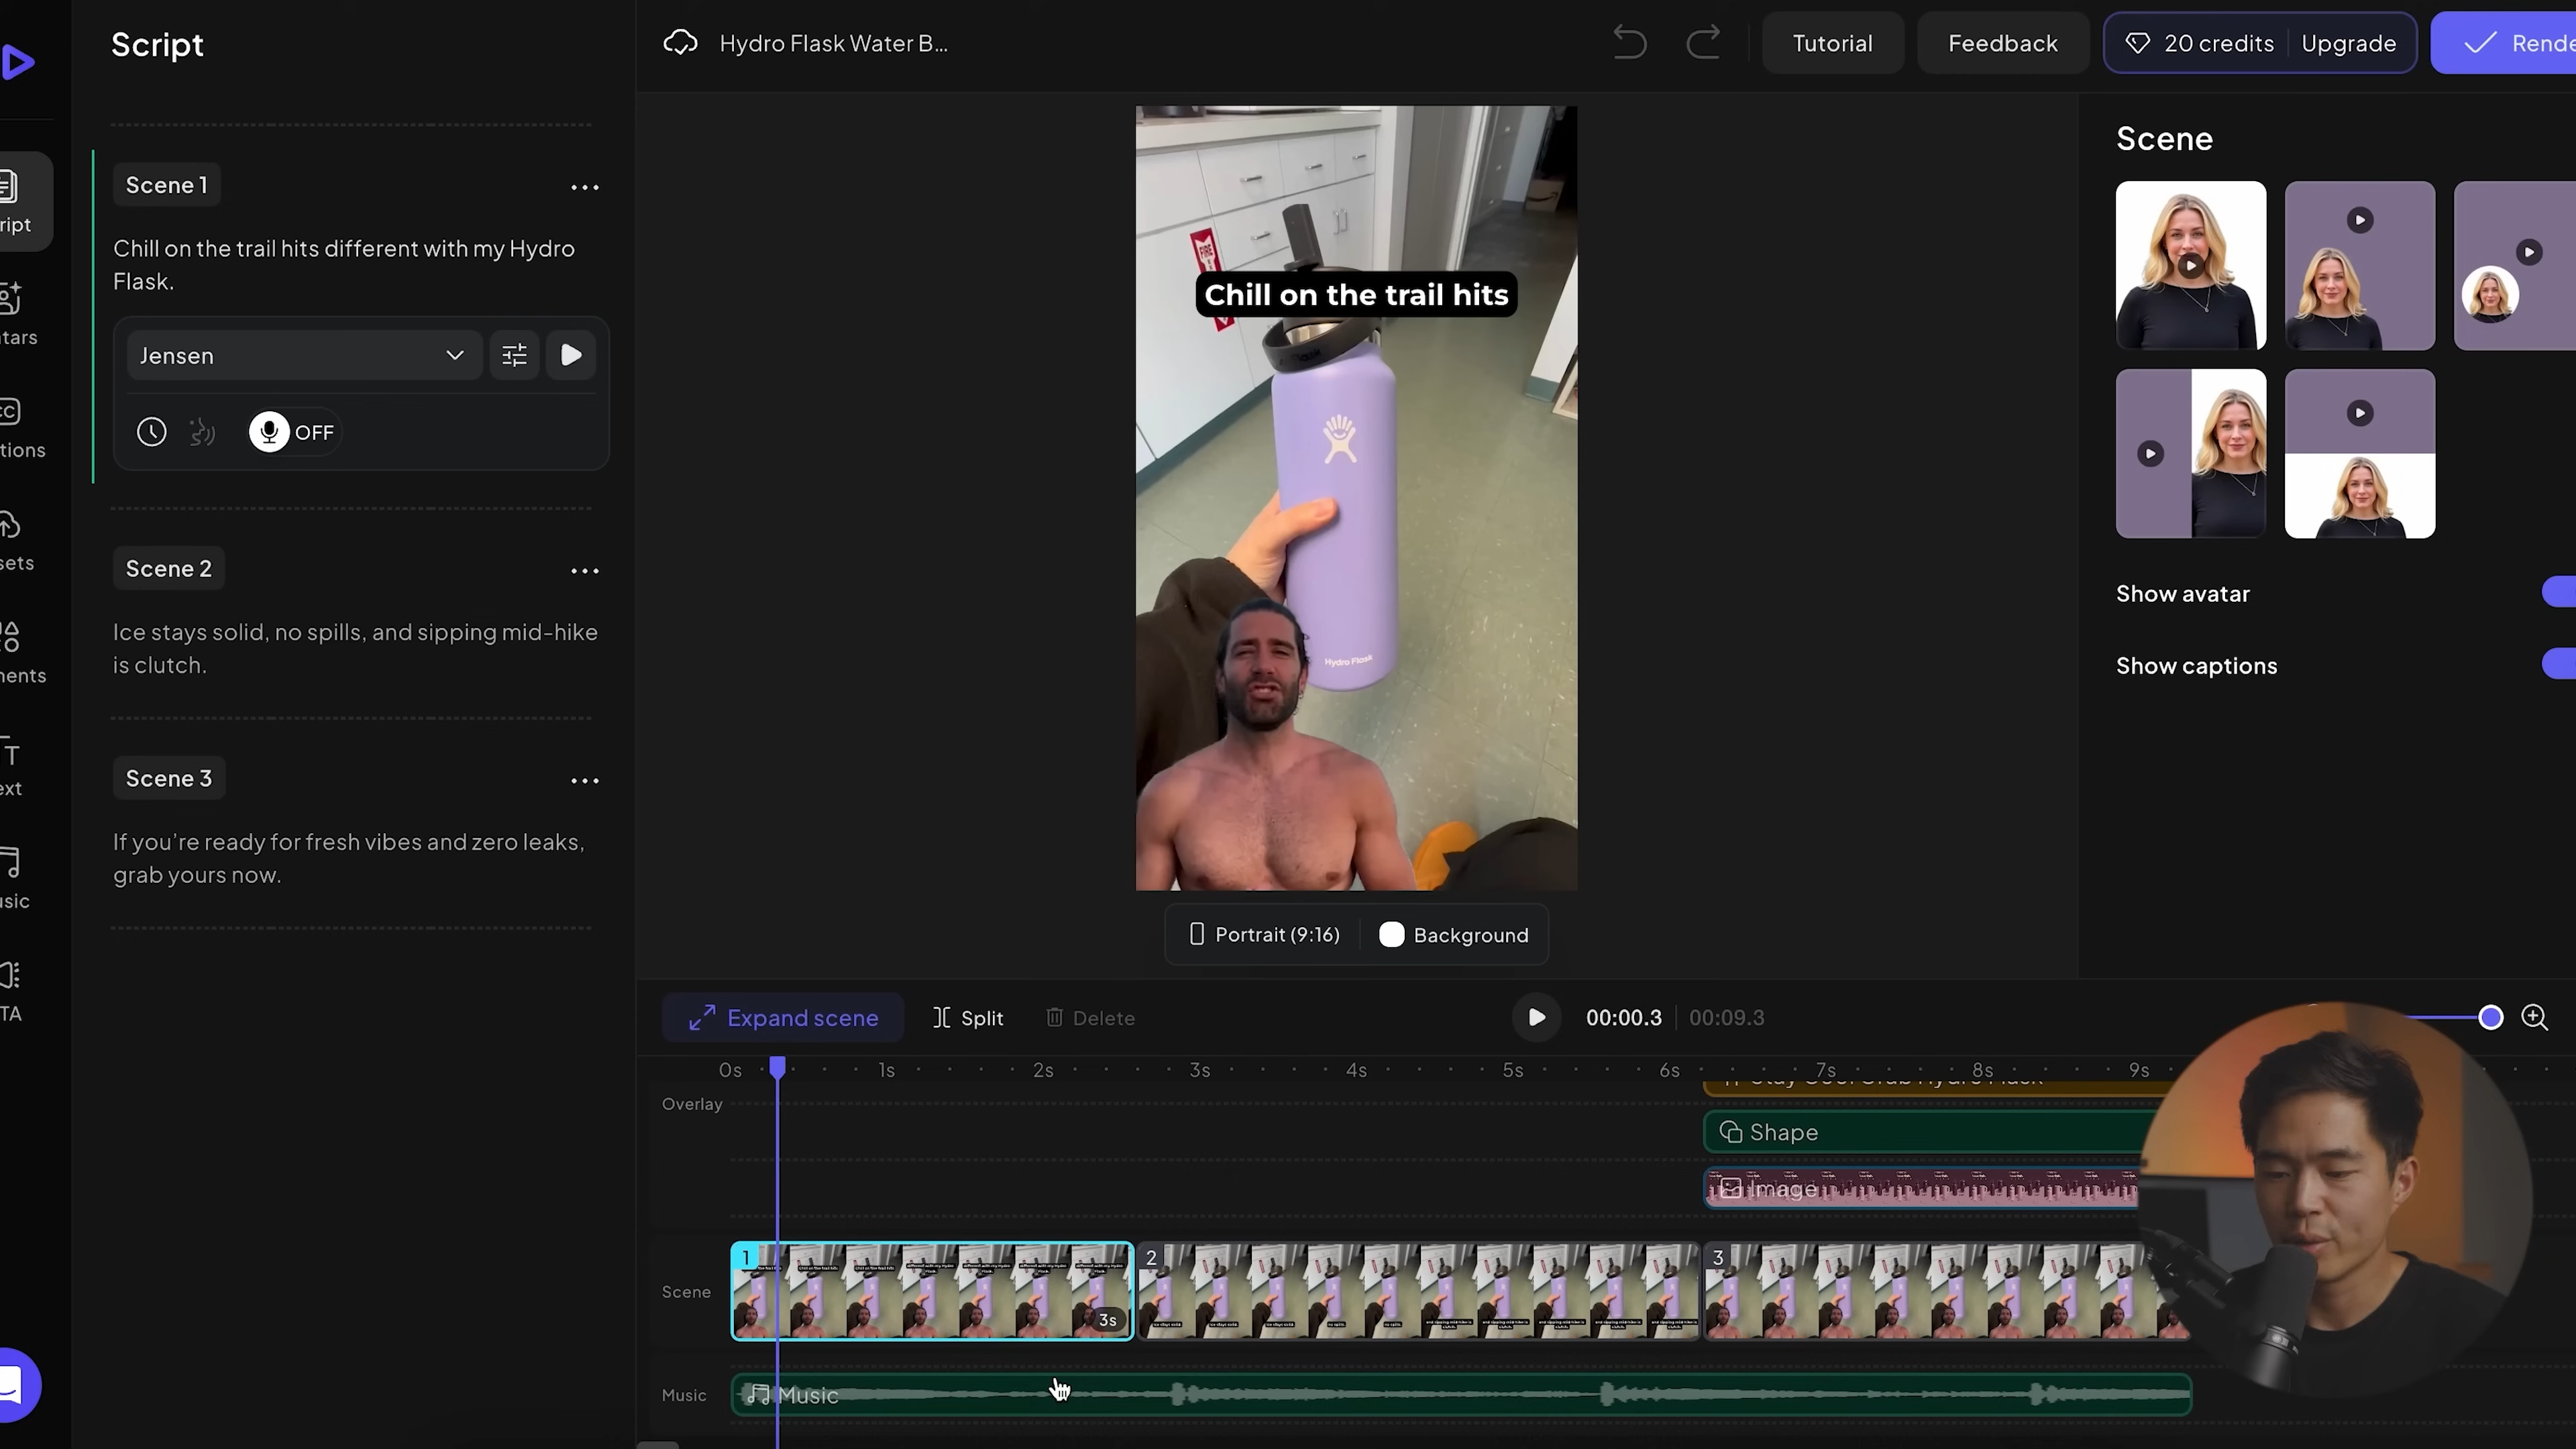 Script
Hydro Flask Water B...
Tutorial
Feedback
20 credits
Upgrade
Rende
Scene 1
Chill on the trail hits different with my Hydro
Flask.
Jensen
OFF
Scene 2
Ice stays solid, no spills, and sipping mid-hike
is clutch.
Scene 3
If you're ready for fresh vibes and zero leaks,
grab yours now.
ript
tars
CC
tions
sets
nents
T
ext
usic
TA
FIRE
Chill on the trail hits
Hydro Flask
Portrait (9:16)
Background
Scene
Show avatar
Show captions
Expand scene
Split
Delete
00:00.3
00:09.3
0s 1s 2s 3s 4s 5s 6s 7s 8s 9s
Overlay
Shape
Image
Scene
1
3s
2
3
Music
Music